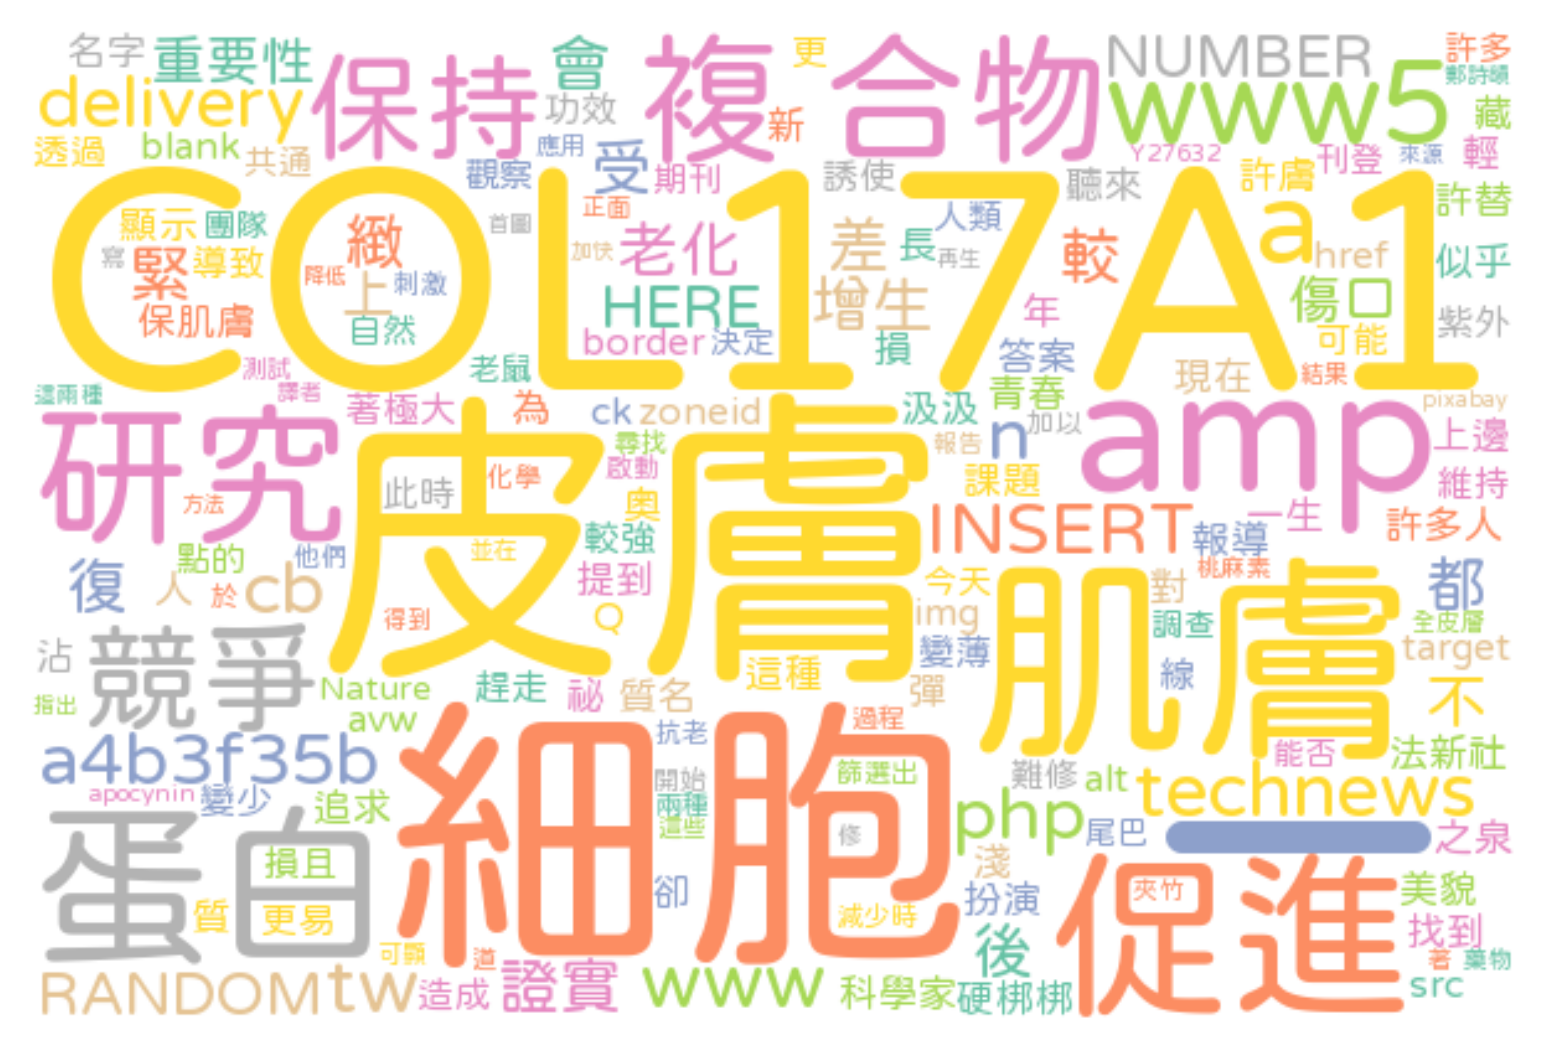 名字 重要性 保持 會 複合物 更 NUMBER 許多
delivery 功效 新 www5 鄭詩頴 藏
透過 blank 共通 應用 受 Y27632 刊登 來源 輕
觀察 期刊 誘使 聽來 許膚
COL17A1
顯示 團隊 緻 首圖 正面 人類 a 許替
寫 緊 導致 降低 上 刺激 加快 老化 差 長 再生 較 href 似乎
保肌膚 自然 HERE 增生 年 傷口 紫外
測試 老鼠 border 決定 損 答案 可能
這兩種 譯者 青春 現在 結果
研究 著極大 為 ck zoneid 汲汲 n 加以 amp pixabay
皮膚 尋找 報告 上邊
方法 此時 化學 啟動 奧 課題 維持
點的 他們 並在 較強 INSERT 一生 許多人
復 人 於 cb 提到 今天 報導 桃麻素 都
得到 Q img 肌膚 對 調查 全皮層
沾 競爭 變薄 線 target
指出 Nature 趕走 祕 質名 這種 彈 不
avw 抗老 過程 能否 法新社
a4b3f35b 細胞 開始 篩選出 難修 alt technews
apocynin 變少 追求 兩種 這些 修 php 尾巴 之泉
蛋白 損且 淺 促進
質 更易 卻 減少時 扮演 夾竹 美貌
可顯 道 後 找到
RANDOM tw 造成 證實 www 科學家 硬梆梆 著 藥物
src